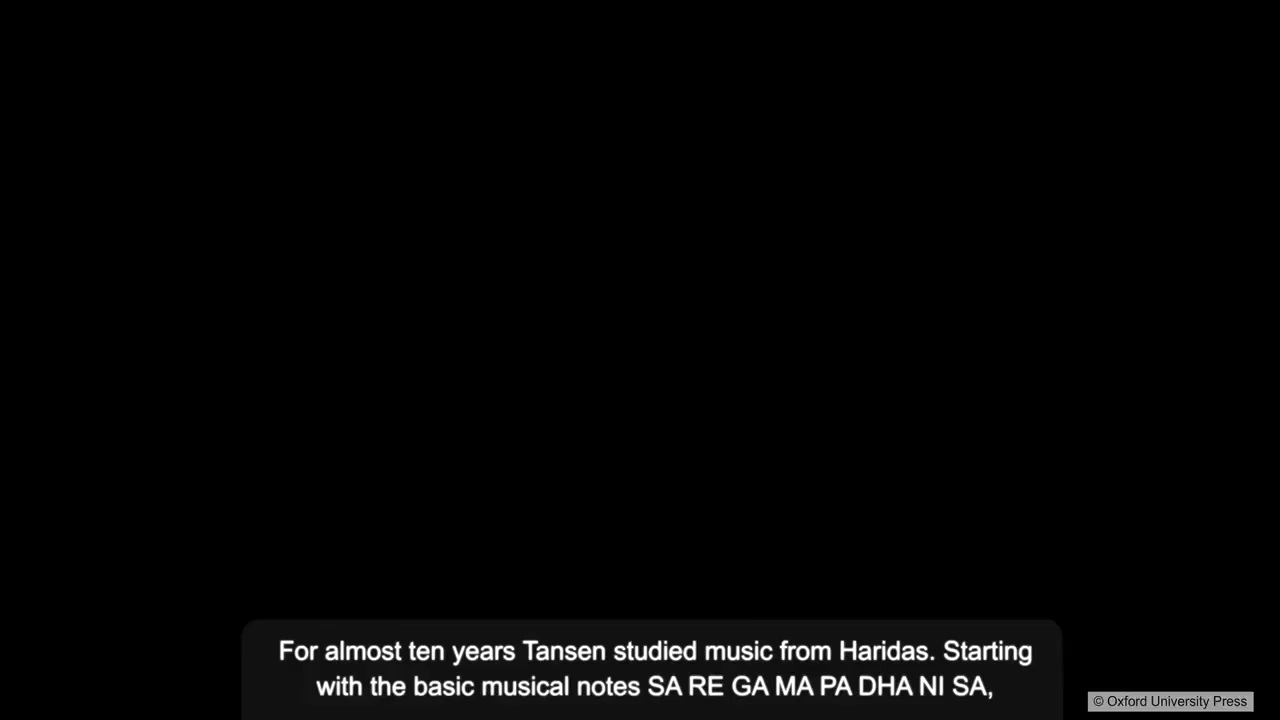 For almost ten years Tansen studied music from Haridas. Starting
with the basic musical notes SA RE GA MA PA DHA NI SA,
© Oxford University Press